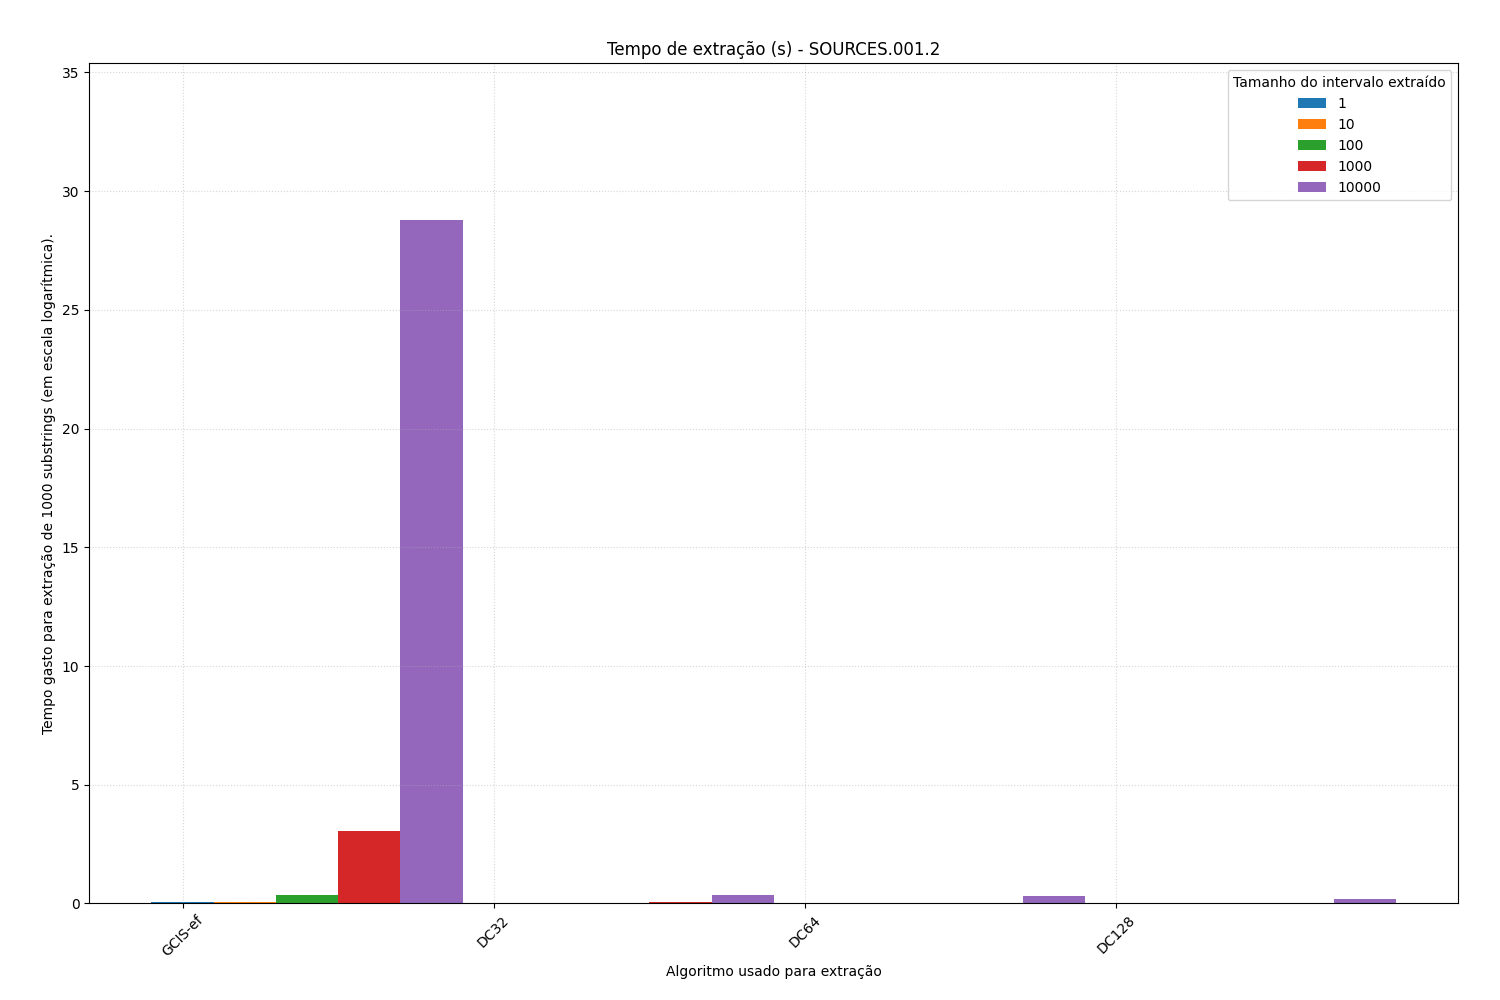 Tempo de extração (s) - SOURCES.001.2
Tamanho do intervalo extraído
1
10
100
1000
10000
Tempo gasto para extração de 1000 substrings (em escala logarítmica).
35
30
25
20
15
10
5
0
GCIS-ef
DC32
DC64
DC128
Algoritmo usado para extração